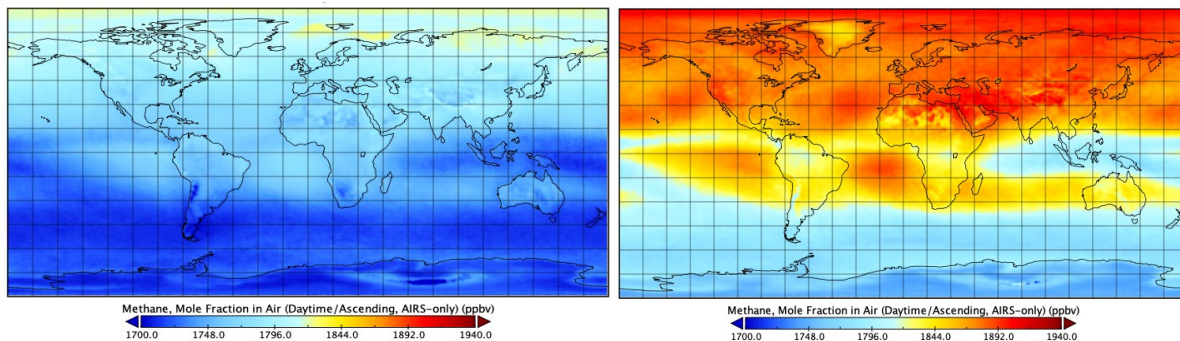 Methane, Mole Fraction in Air (Daytime/Ascending, AIRS-only) (ppbv)
1700.0 1748.0 1796.0 1844.0 1892.0 1940.0
Methane, Mole Fraction in Air (Daytime/Ascending, AIRS-only) (ppbv)
1700.0 1748.0 1796.0 1844.0 1892.0 1940.0